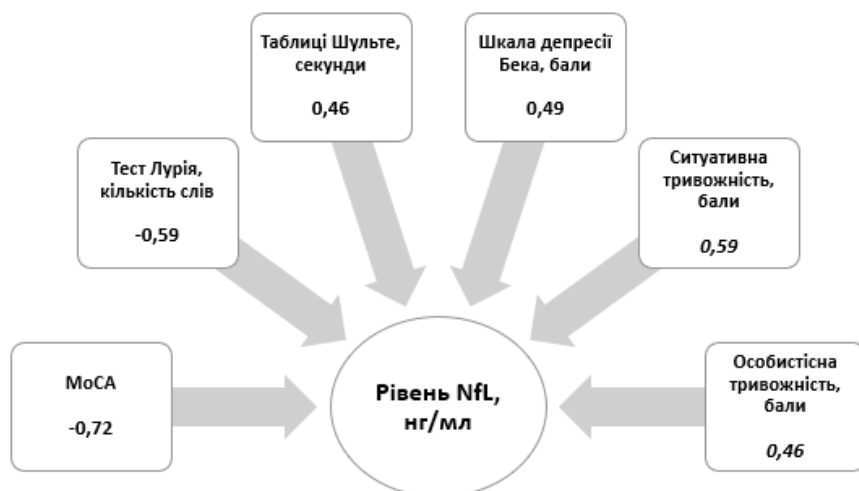 Таблиці Шульте,
секунди
0,46
Шкала депресії
Бека, бали
0,49
Тест Лурія,
кількість слів
-0,59
Ситуативна
тривожність,
бали
0,59
МоСА
-0,72
Рівень NfL,
нг/мл
Особистісна
тривожність,
бали
0,46